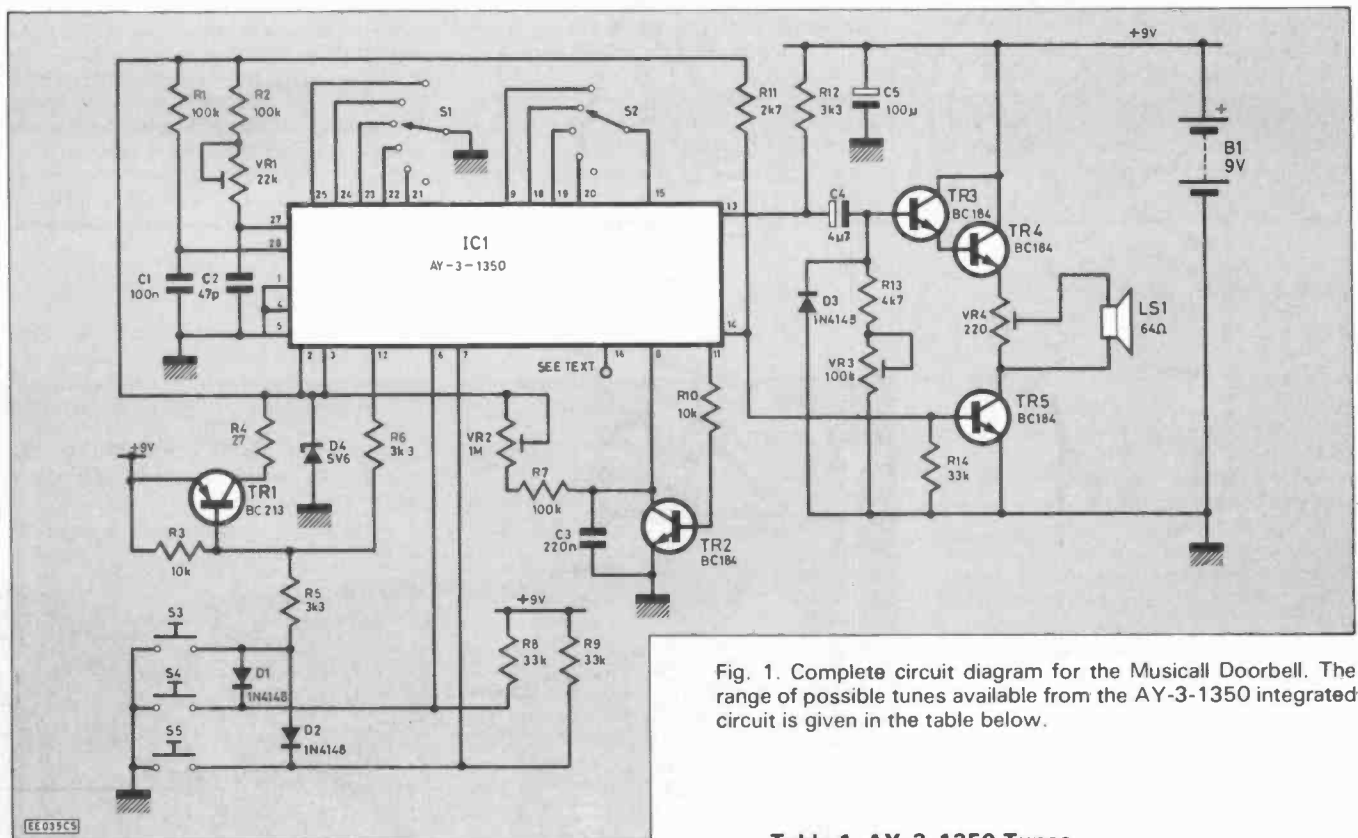 +9V
R1
100k
R2
100k
VR1
22k
S1
S2
R11
2k7
R12
3k3
C5
100µ
B1
9V
+
25 24 23 22 21
9 18 19 20 15
27
28
1
4
5
13
14
IC1
AY-3-1350
C1
100n
C2
47p
C4
4µ7
TR3
BC184
TR4
BC184
D3
1N4148
R13
4k7
VR3
100k
VR4
220
LS1
64Ω
2 3 12 6 7
SEE TEXT
16 8 11
R10
10k
TR5
BC184
R14
33k
R4
27
D4
5V6
R6
3k3
VR2
1M
R7
100k
C3
220n
TR2
BC184
+9V
TR1
BC213
R3
10k
R5
3k3
+9V
R8
33k
R9
33k
S3
S4
S5
D1
1N4148
D2
1N4148
EE035CS
Fig. 1. Complete circuit diagram for the Musicall Doorbell. The
range of possible tunes available from the AY-3-1350 integrated
circuit is given in the table below.
Table 1. AY-3-1350 Tunes